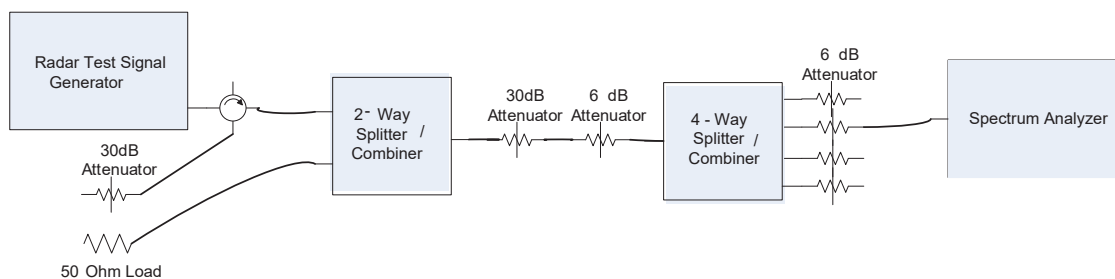 Radar Test Signal
Generator
30dB
Attenuator
50 Ohm Load
2- Way
Splitter /
Combiner
30dB
Attenuator
6 dB
Attenuator
4 - Way
Splitter /
Combiner
6 dB
Attenuator
Spectrum Analyzer